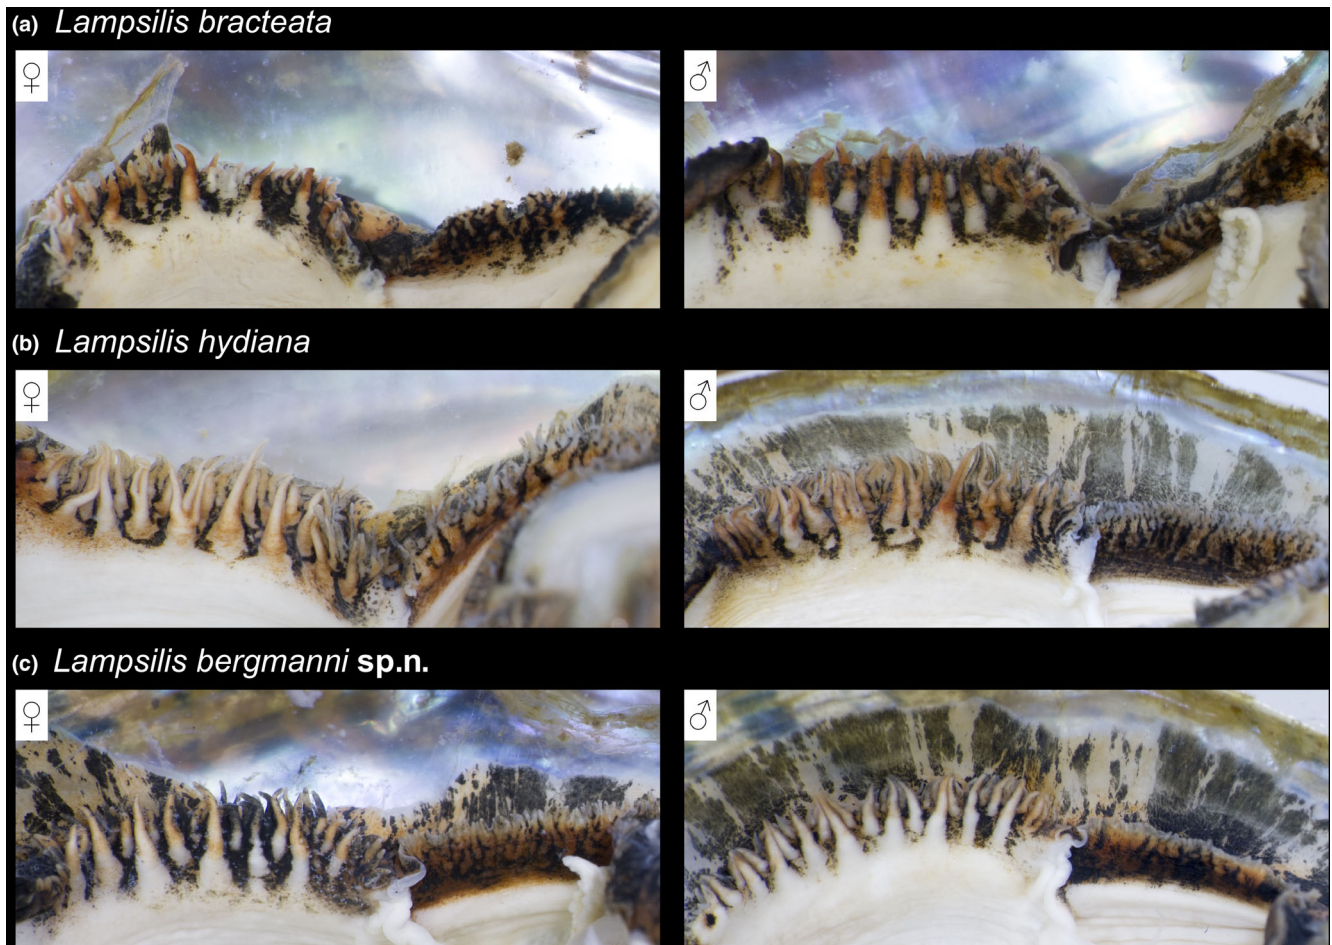 (a) Lampsilis bracteata
♀ ♂
(b) Lampsilis hydiana
♀ ♂
(c) Lampsilis bergmanni sp.n.
♀ ♂